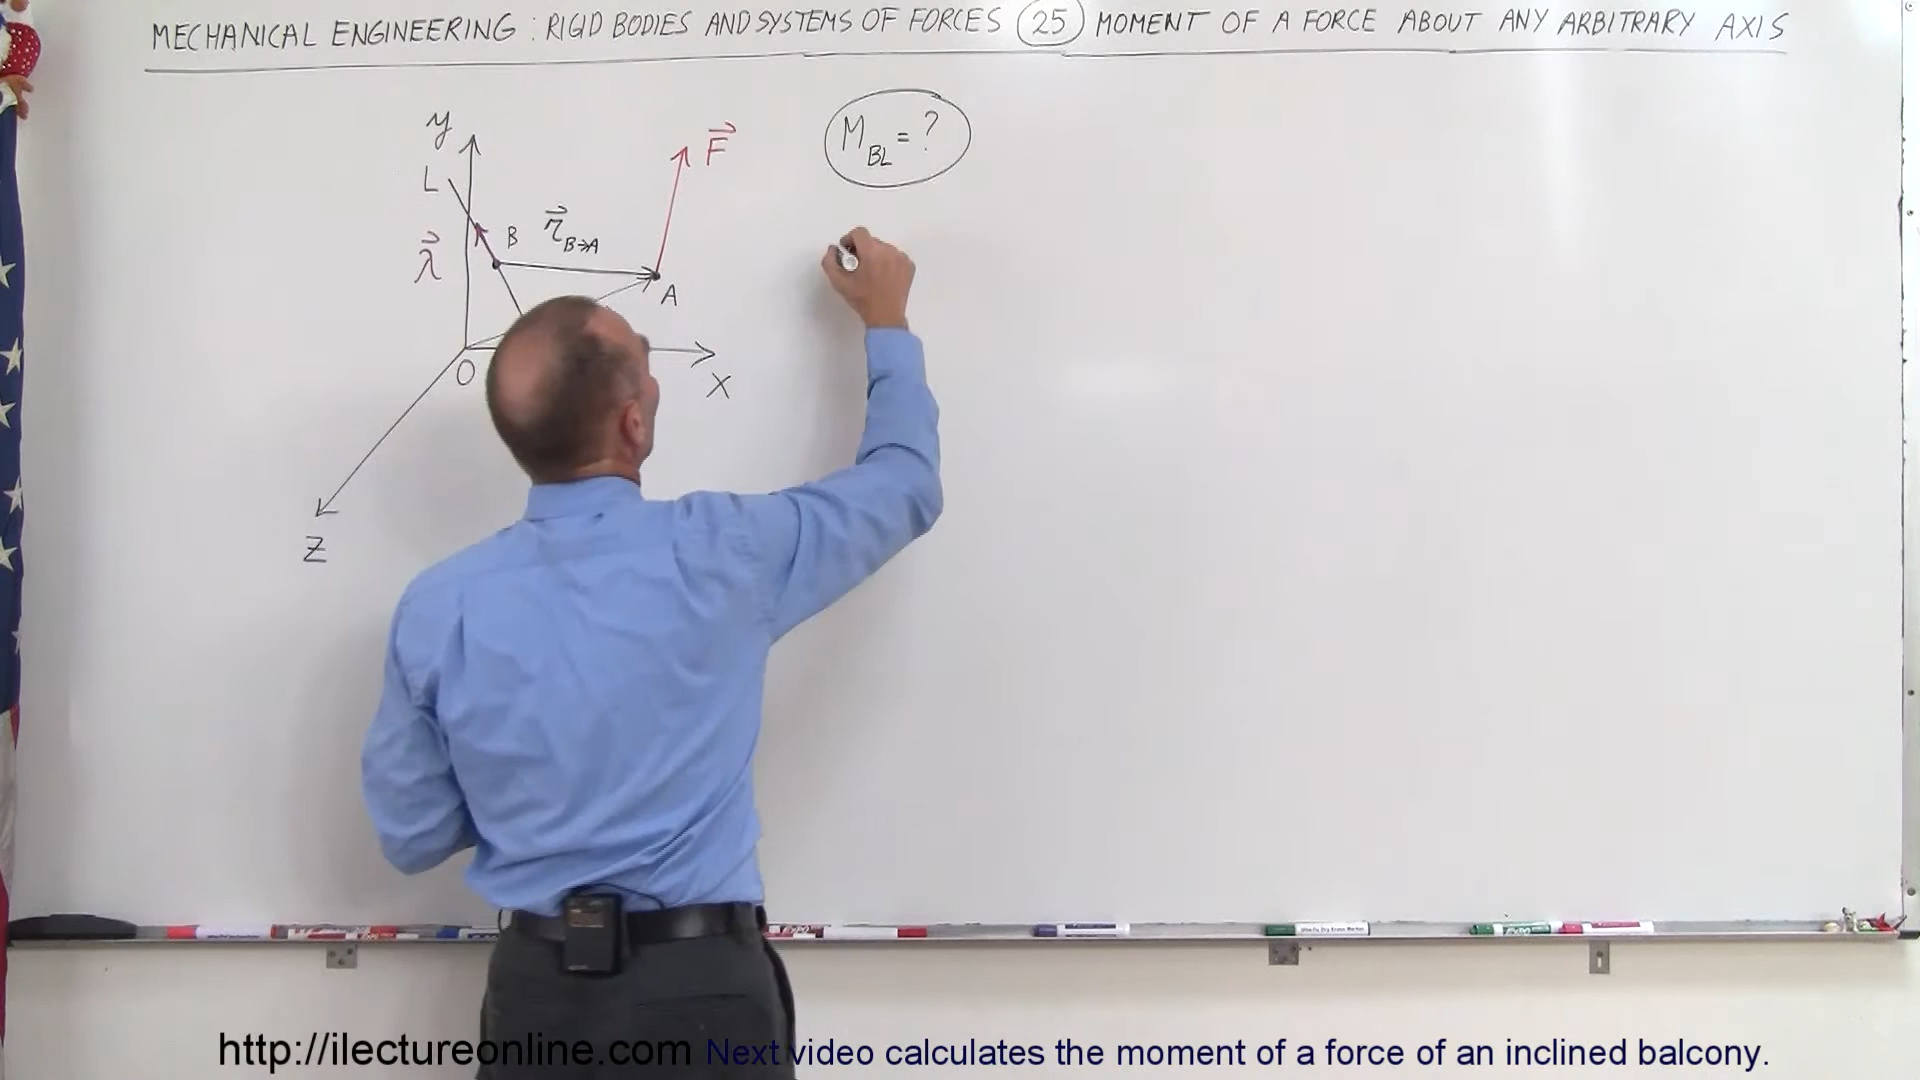 MECHANICAL ENGINEERING : RIGID BODIES AND SYSTEMS OF FORCES 25 MOMENT OF A FORCE ABOUT ANY ARBITRARY AXIS
y
F
M_BL = ?
L
r_B→A
B
λ
A
O
X
Z
http://ilectureonline.com Next video calculates the moment of a force of an inclined balcony.